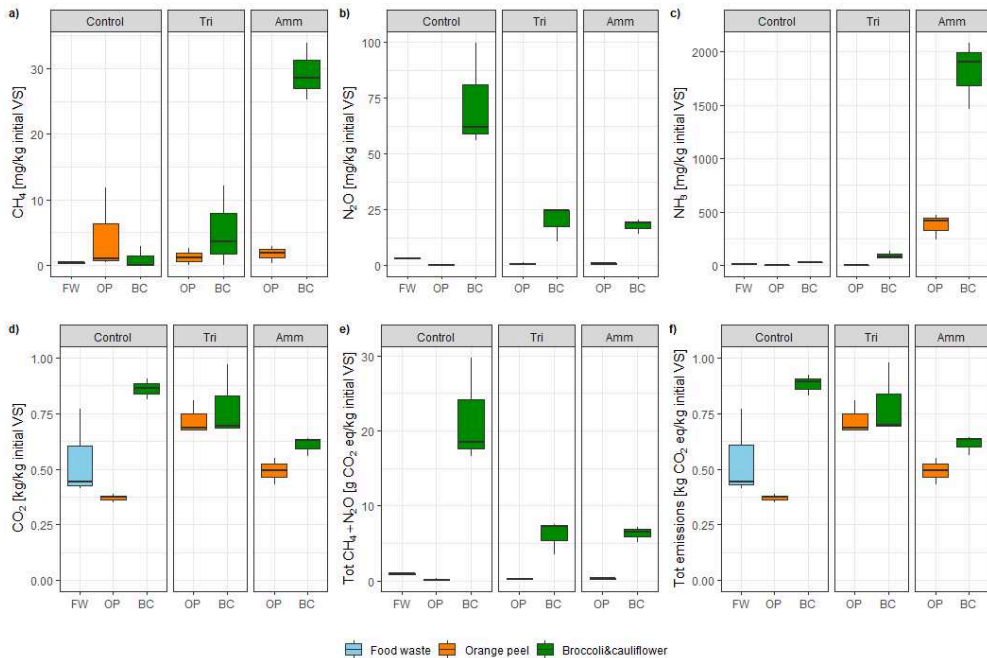 a)
Control Tri Amm
CH₄ [mg/kg initial VS]
30
20
10
0
FW OP BC OP BC OP BC
b)
Control Tri Amm
N₂O [mg/kg initial VS]
100
75
50
25
0
FW OP BC OP BC OP BC
c)
Control Tri Amm
NH₃ [mg/kg initial VS]
2000
1500
1000
500
0
FW OP BC OP BC OP BC
d)
Control Tri Amm
CO₂ [kg/kg initial VS]
1.00
0.75
0.50
0.25
0.00
FW OP BC OP BC OP BC
e)
Control Tri Amm
Tot CH₄+N₂O [g CO₂ eq/kg initial VS]
30
20
10
0
FW OP BC OP BC OP BC
f)
Control Tri Amm
Tot emissions [kg CO₂ eq/kg initial VS]
1.00
0.75
0.50
0.25
0.00
FW OP BC OP BC OP BC
Food waste Orange peel Broccoli&cauliflower